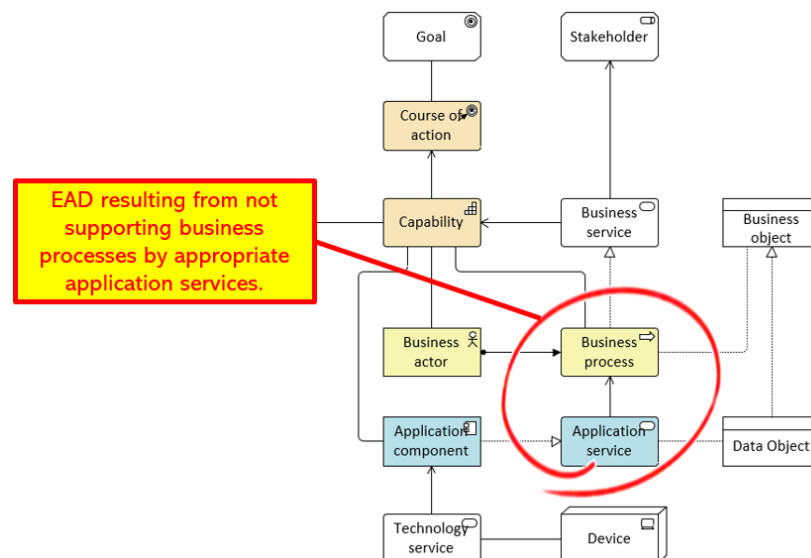 Goal
Stakeholder
Course of
action
EAD resulting from not
supporting business
processes by appropriate
application services.
Capability
Business
service
Business
object
Business
actor
Business
process
Application
component
Application
service
Data Object
Technology
service
Device